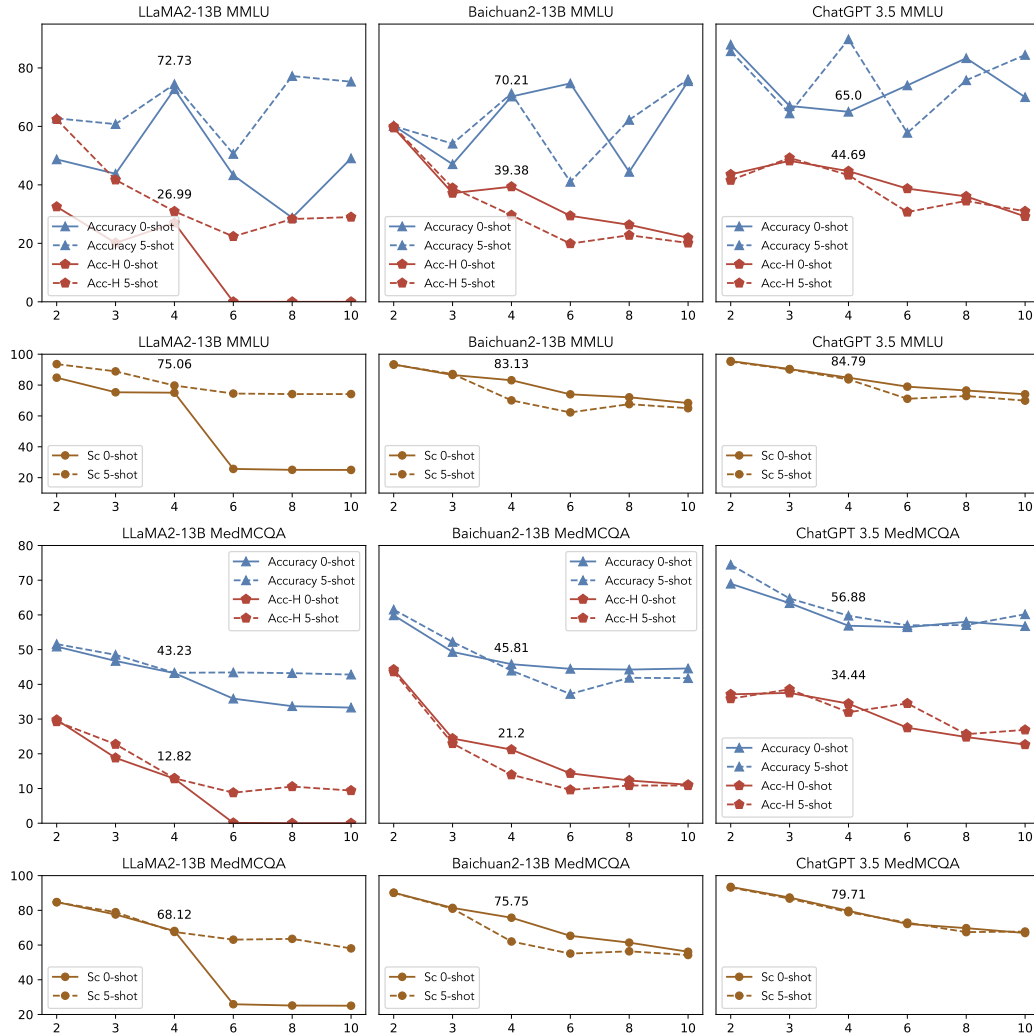 LLaMA2-13B MMLU
Baichuan2-13B MMLU
ChatGPT 3.5 MMLU
80
60
40
20
0
72.73
26.99
Accuracy 0-shot
Accuracy 5-shot
Acc-H 0-shot
Acc-H 5-shot
2 3 4 6 8 10
70.21
39.38
Accuracy 0-shot
Accuracy 5-shot
Acc-H 0-shot
Acc-H 5-shot
2 3 4 6 8 10
65.0
44.69
Accuracy 0-shot
Accuracy 5-shot
Acc-H 0-shot
Acc-H 5-shot
2 3 4 6 8 10
LLaMA2-13B MMLU
Baichuan2-13B MMLU
ChatGPT 3.5 MMLU
100
80
60
40
20
75.06
Sc 0-shot
Sc 5-shot
2 3 4 6 8 10
83.13
Sc 0-shot
Sc 5-shot
2 3 4 6 8 10
84.79
Sc 0-shot
Sc 5-shot
2 3 4 6 8 10
LLaMA2-13B MedMCQA
Baichuan2-13B MedMCQA
ChatGPT 3.5 MedMCQA
80
70
60
50
40
30
20
10
0
Accuracy 0-shot
Accuracy 5-shot
Acc-H 0-shot
Acc-H 5-shot
43.23
12.82
2 3 4 6 8 10
Accuracy 0-shot
Accuracy 5-shot
Acc-H 0-shot
Acc-H 5-shot
45.81
21.2
2 3 4 6 8 10
56.88
34.44
Accuracy 0-shot
Accuracy 5-shot
Acc-H 0-shot
Acc-H 5-shot
2 3 4 6 8 10
LLaMA2-13B MedMCQA
Baichuan2-13B MedMCQA
ChatGPT 3.5 MedMCQA
100
80
60
40
20
68.12
Sc 0-shot
Sc 5-shot
2 3 4 6 8 10
75.75
Sc 0-shot
Sc 5-shot
2 3 4 6 8 10
79.71
Sc 0-shot
Sc 5-shot
2 3 4 6 8 10